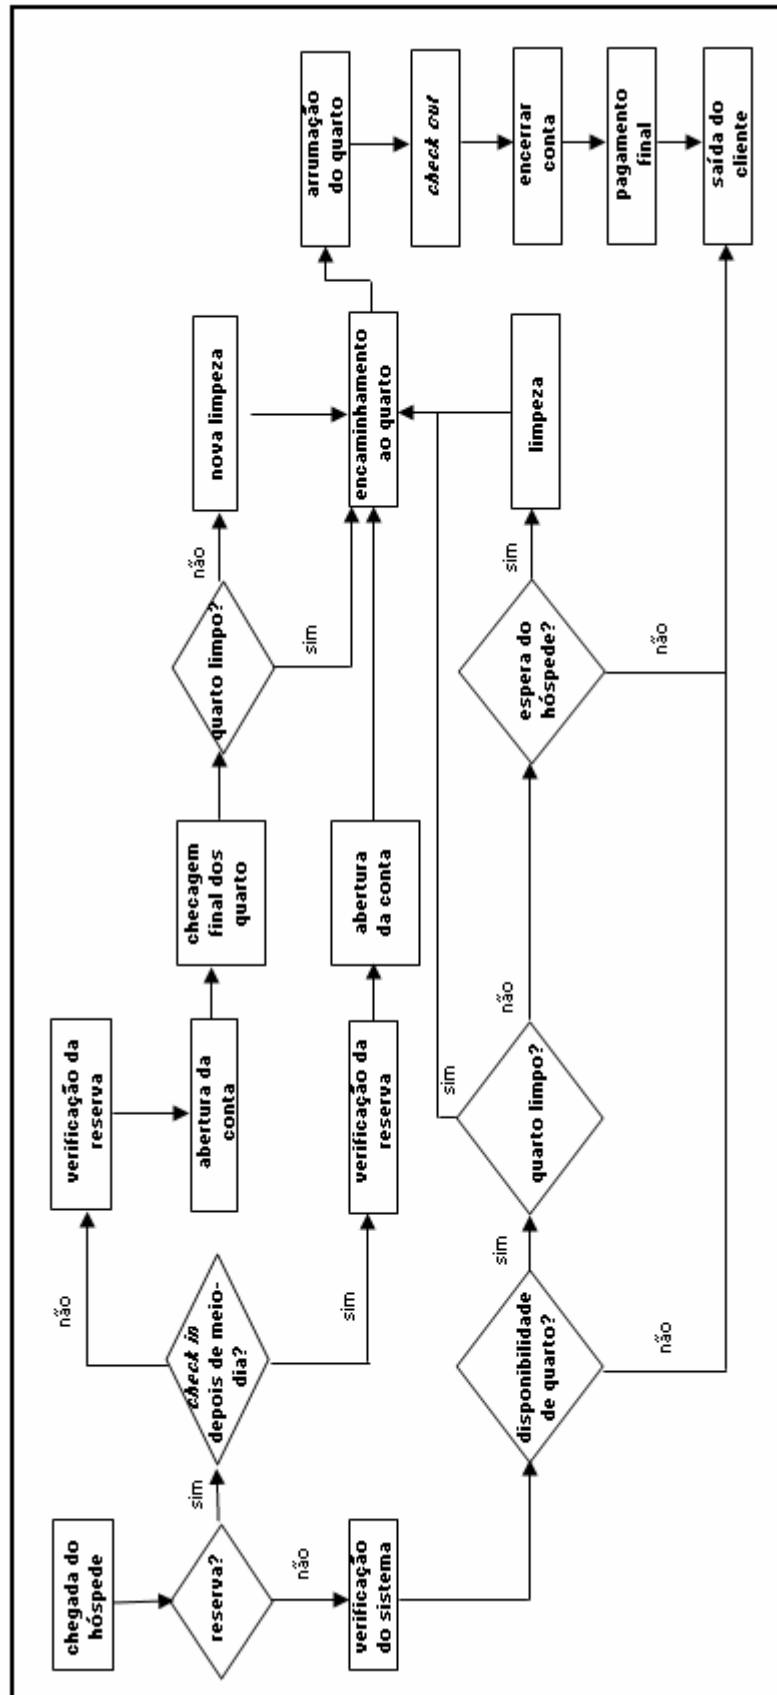 chegada do
hóspede
reserva?
sim
não
verificação
do sistema
check in
depois de meio-
dia?
não
sim
verificação da
reserva
abertura da
conta
checagem
final dos
quarto
quarto limpo?
não
sim
nova limpeza
verificação da
reserva
abertura
da conta
encaminhamento
ao quarto
disponibilidade
de quarto?
sim
não
quarto limpo?
sim
não
espera do
hóspede?
sim
não
limpeza
arrumação
do quarto
check out
encerrar
conta
pagamento
final
saída do
cliente